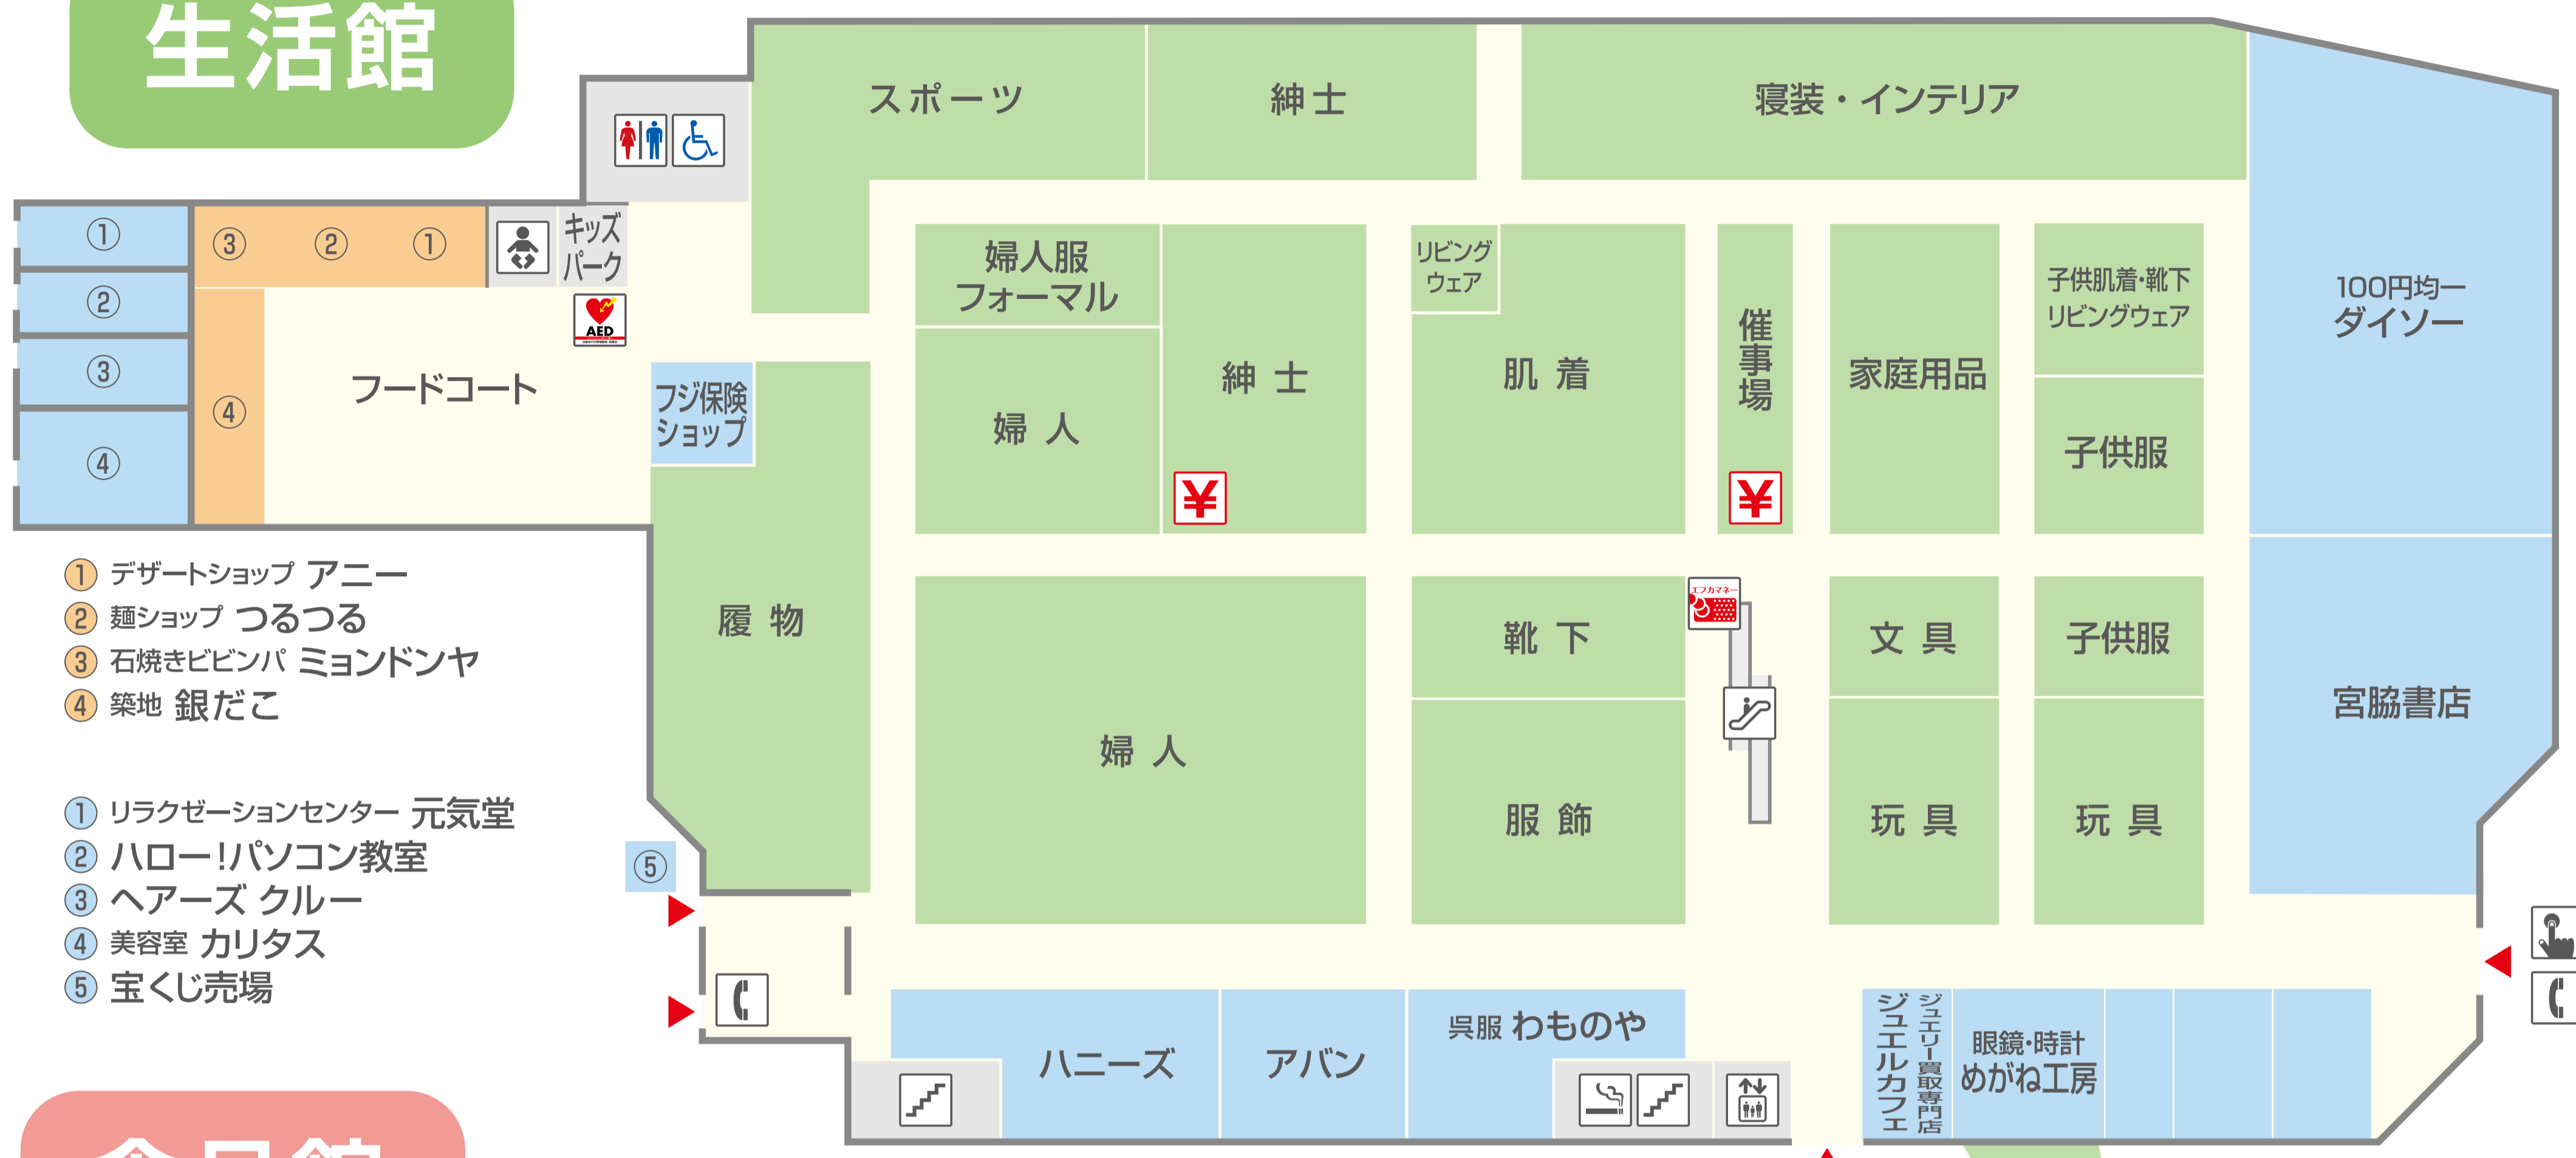 生活館
スポーツ
紳士
寝装・インテリア
①
②
③
④
③
②
①
④
キッズ
パーク
AED
フードコート
フジ保険
ショップ
婦人服
フォーマル
婦人
紳士
¥
リビング
ウェア
肌着
催事場
¥
家庭用品
子供肌着・靴下
リビングウェア
子供服
100円均一
ダイソー
① デザートショップ アニー
② 麺ショップ つるつる
③ 石焼きビビンパ ミョンドンヤ
④ 築地 銀だこ
履物
婦人
靴下
エフカマネー
文具
子供服
宮脇書店
服飾
玩具
玩具
① リラクゼーションセンター 元気堂
② ハロー!パソコン教室
③ ヘアーズ クルー
④ 美容室 カリタス
⑤ 宝くじ売場
⑤
ハニーズ
アバン
呉服 わものや
ジュエリー買取専門店
ジュエルカフェ
眼鏡・時計
めがね工房
食品館